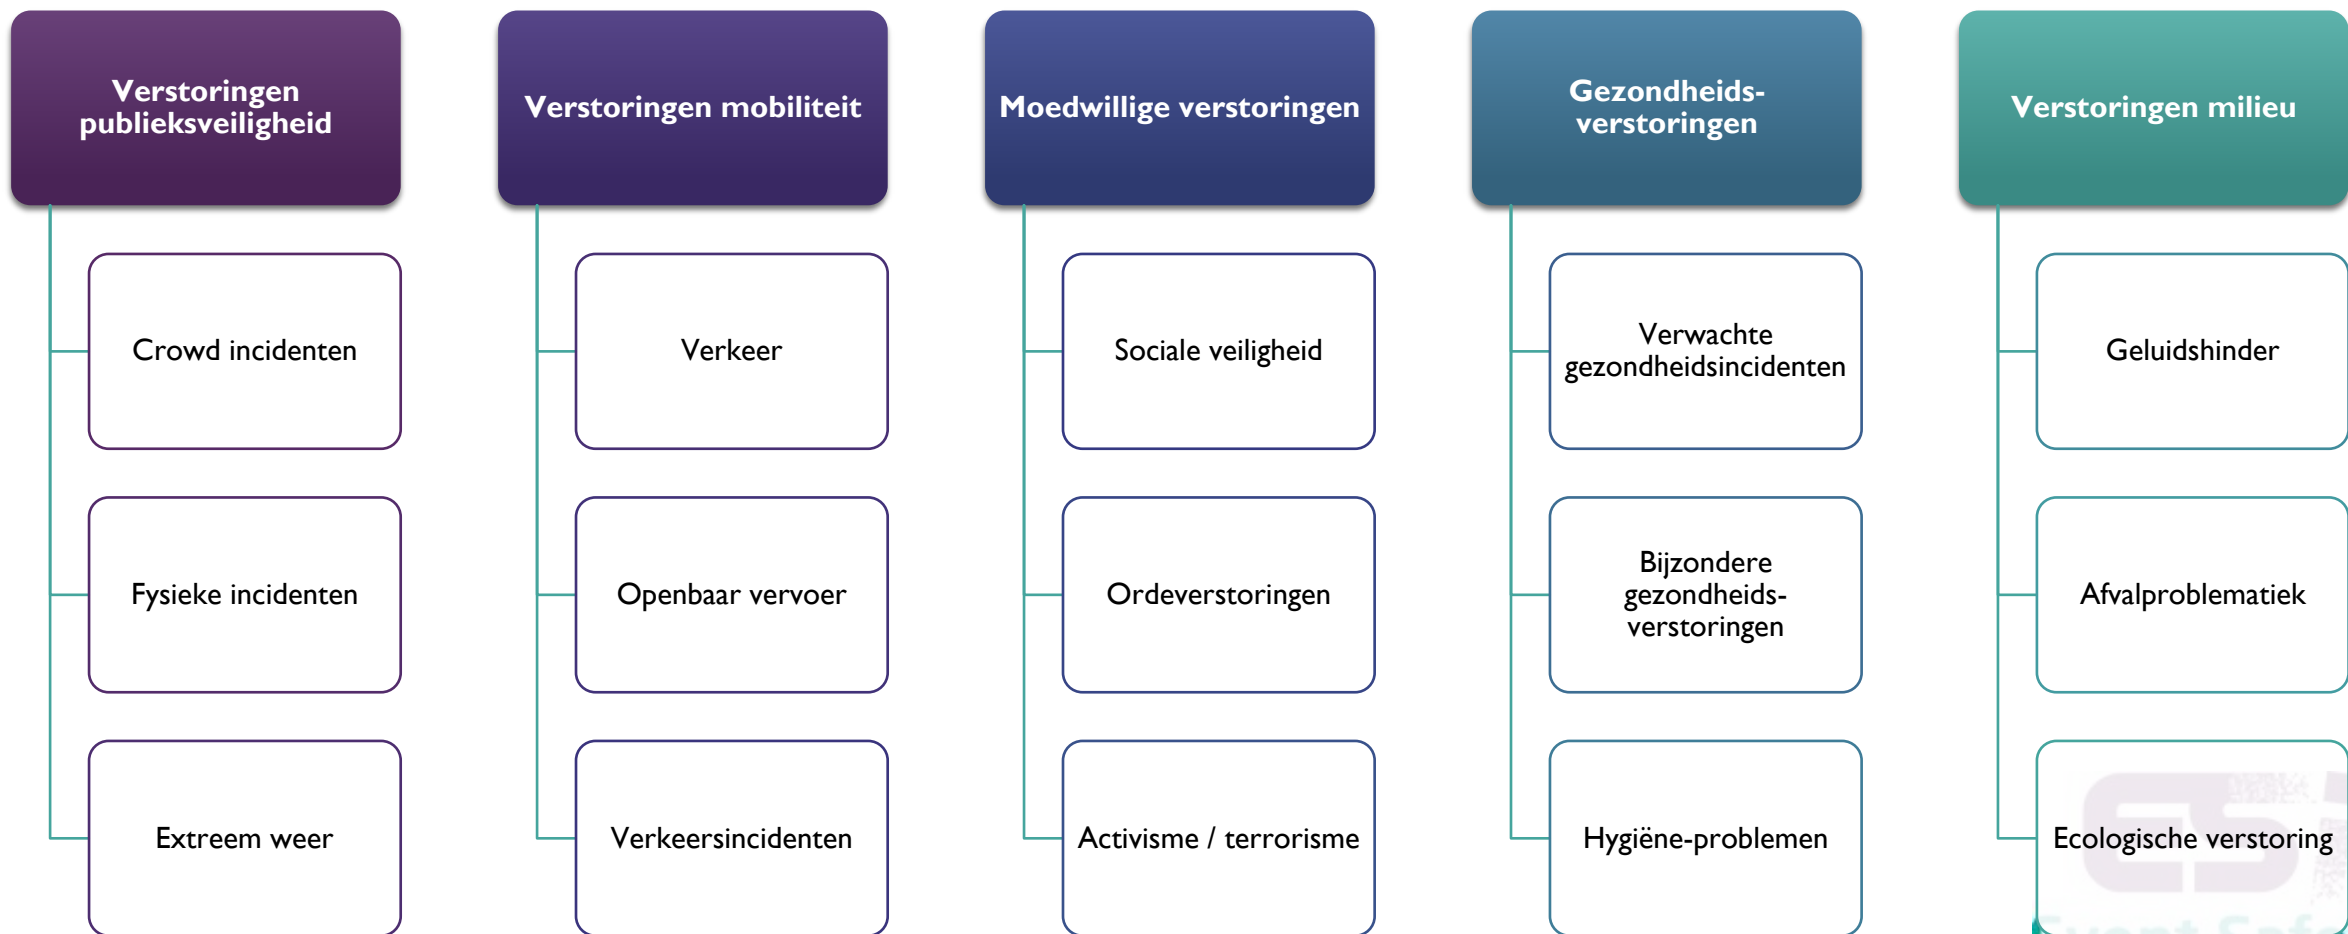 Verstoringen
publieksveiligheid
Crowd incidenten
Fysieke incidenten
Extreem weer
Verstoringen mobiliteit
Verkeer
Openbaar vervoer
Verkeersincidenten
Moedwillige verstoringen
Sociale veiligheid
Ordeverstoringen
Activisme / terrorisme
Gezondheids-
verstoringen
Verwachte
gezondheidsincidenten
Bijzondere
gezondheids-
verstoringen
Hygiëne-problemen
Verstoringen milieu
Geluidshinder
Afvalproblematiek
Ecologische verstoring
ES